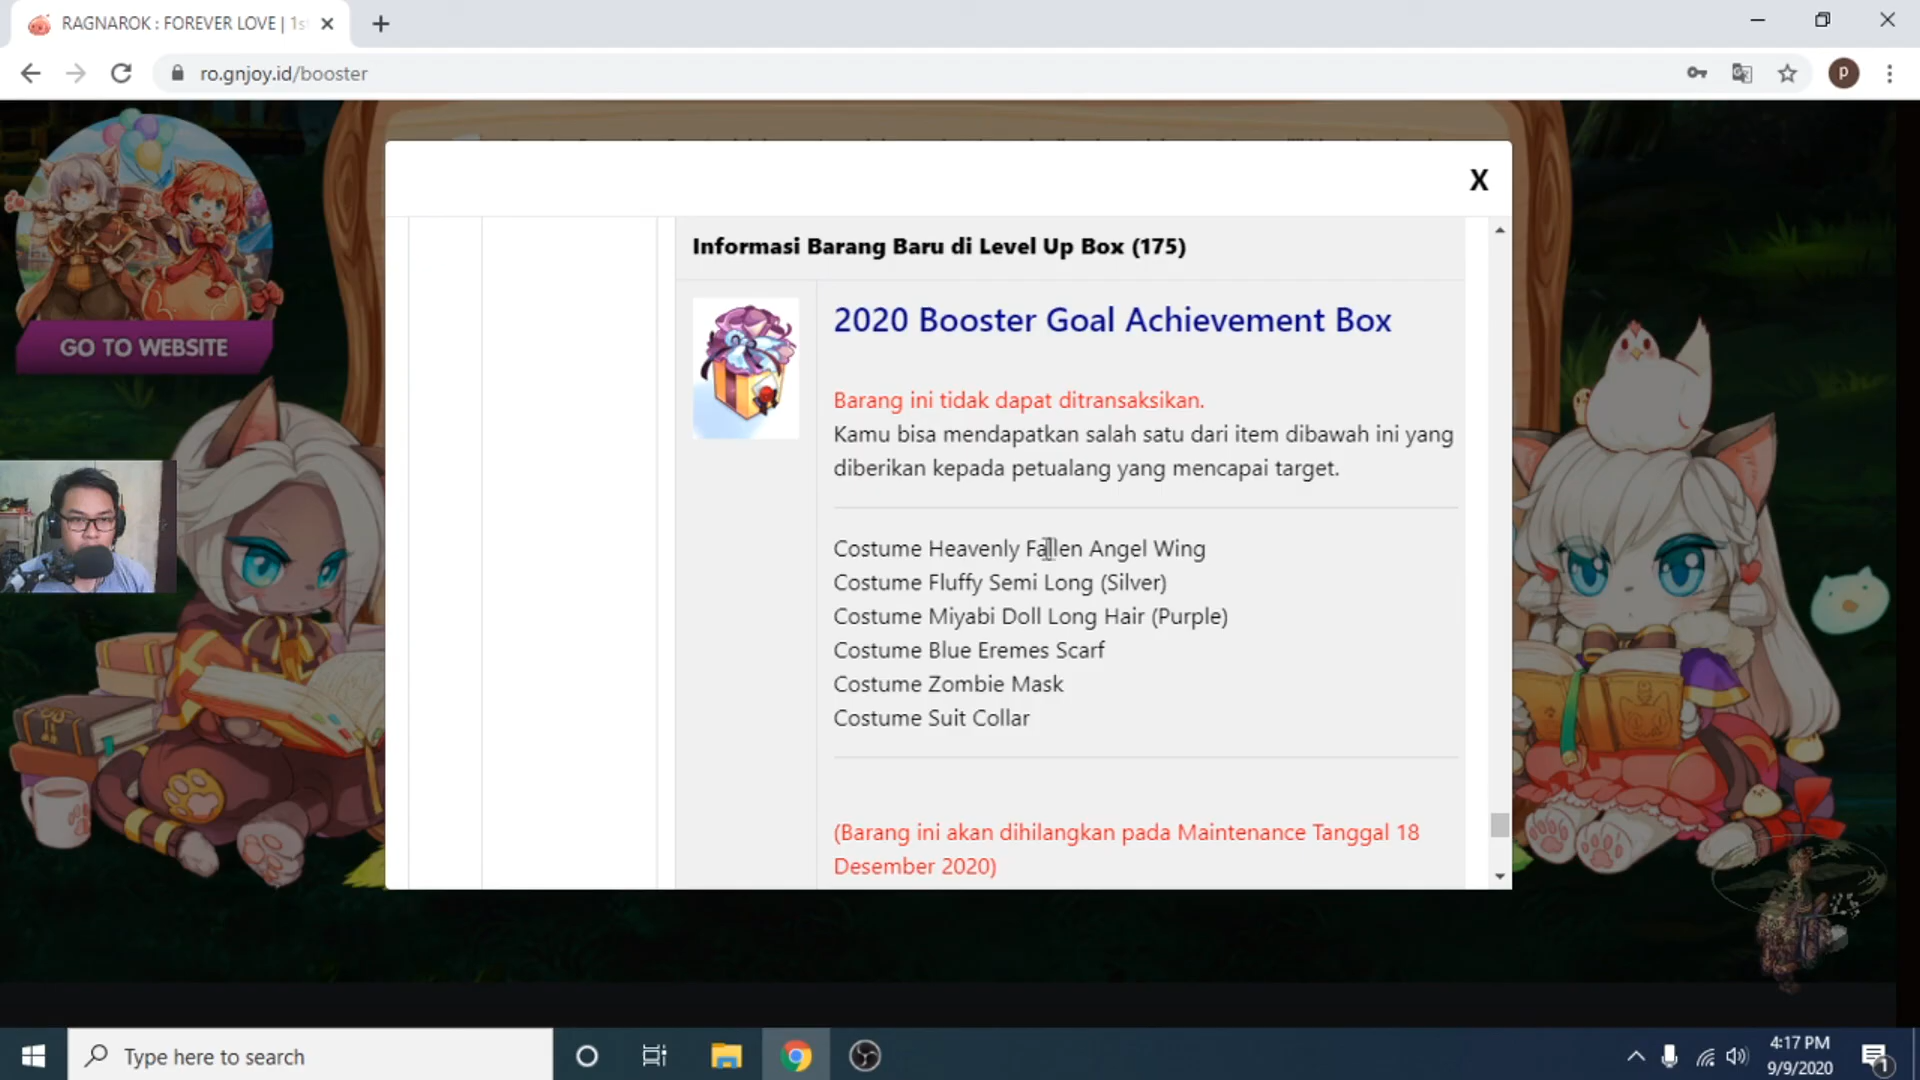 RAGNAROK : FOREVER LOVE | 1s
ro.gnjoy.id/booster
p
X
GO TO WEBSITE
Informasi Barang Baru di Level Up Box (175)
2020 Booster Goal Achievement Box
Barang ini tidak dapat ditransaksikan.
Kamu bisa mendapatkan salah satu dari item dibawah ini yang
diberikan kepada petualang yang mencapai target.
Costume Heavenly Fallen Angel Wing
Costume Fluffy Semi Long (Silver)
Costume Miyabi Doll Long Hair (Purple)
Costume Blue Eremes Scarf
Costume Zombie Mask
Costume Suit Collar
(Barang ini akan dihilangkan pada Maintenance Tanggal 18
Desember 2020)
Type here to search
4:17 PM
9/9/2020
1